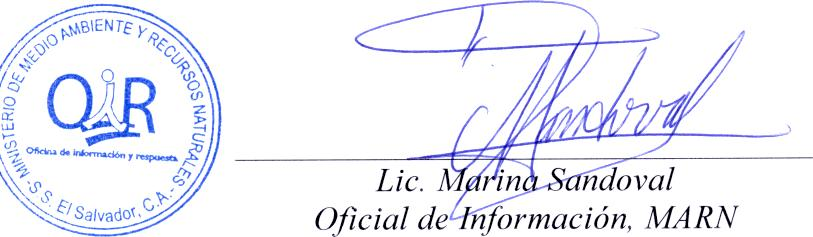 MINISTERIO DE MEDIO AMBIENTE Y RECURSOS NATURALES
OIR
Oficina de información y respuesta
-S.S. El Salvador, C.A.-
MSandoval
Lic. Marina Sandoval
Oficial de Información, MARN